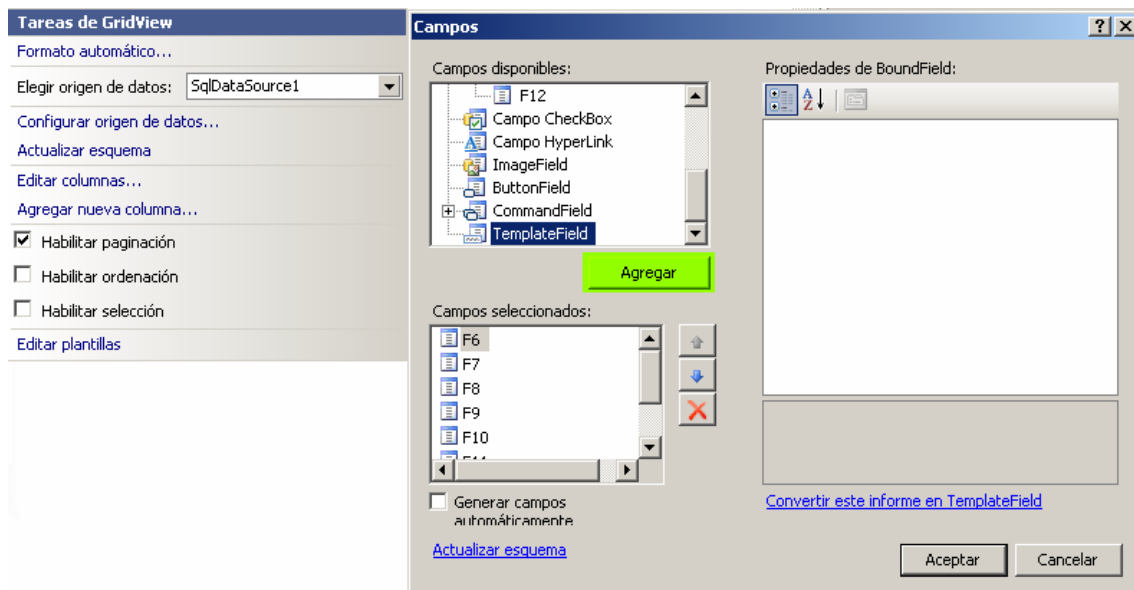 Tareas de GridView
Formato automático...
Elegir origen de datos: SqlDataSource1
Configurar origen de datos...
Actualizar esquema
Editar columnas...
Agregar nueva columna...
Habilitar paginación
Habilitar ordenación
Habilitar selección
Editar plantillas
Campos
Campos disponibles:
F12
Campo CheckBox
Campo HyperLink
ImageField
ButtonField
CommandField
TemplateField
Agregar
Campos seleccionados:
F6
F7
F8
F9
F10
F11
Generar campos
automáticamente
Actualizar esquema
Propiedades de BoundField:
Convertir este informe en TemplateField
Aceptar
Cancelar